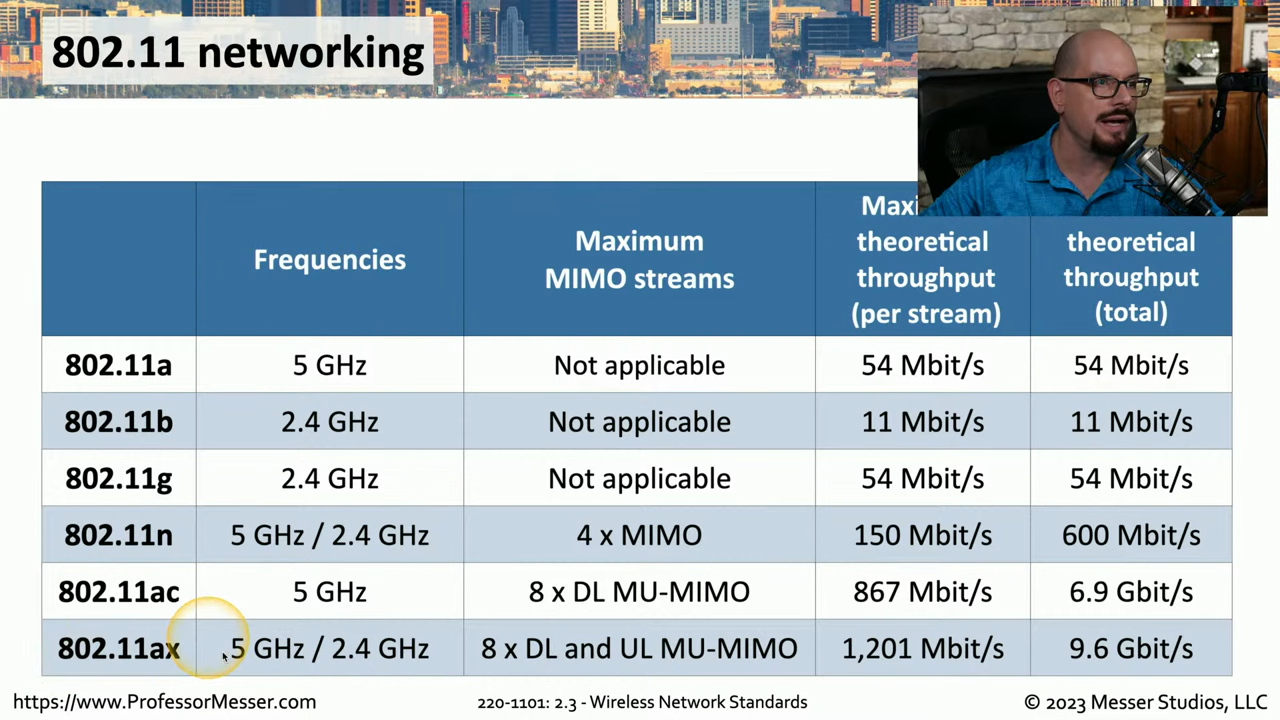 802.11 networking
Frequencies
Maximum
MIMO streams
theoretical
throughput
(per stream)
theoretical
throughput
(total)
802.11a 5 GHz Not applicable 54 Mbit/s 54 Mbit/s
802.11b 2.4 GHz Not applicable 11 Mbit/s 11 Mbit/s
802.11g 2.4 GHz Not applicable 54 Mbit/s 54 Mbit/s
802.11n 5 GHz / 2.4 GHz 4 x MIMO 150 Mbit/s 600 Mbit/s
802.11ac 5 GHz 8 x DL MU-MIMO 867 Mbit/s 6.9 Gbit/s
802.11ax 5 GHz / 2.4 GHz 8 x DL and UL MU-MIMO 1,201 Mbit/s 9.6 Gbit/s
https://www.ProfessorMesser.com 220-1101: 2.3 - Wireless Network Standards © 2023 Messer Studios, LLC